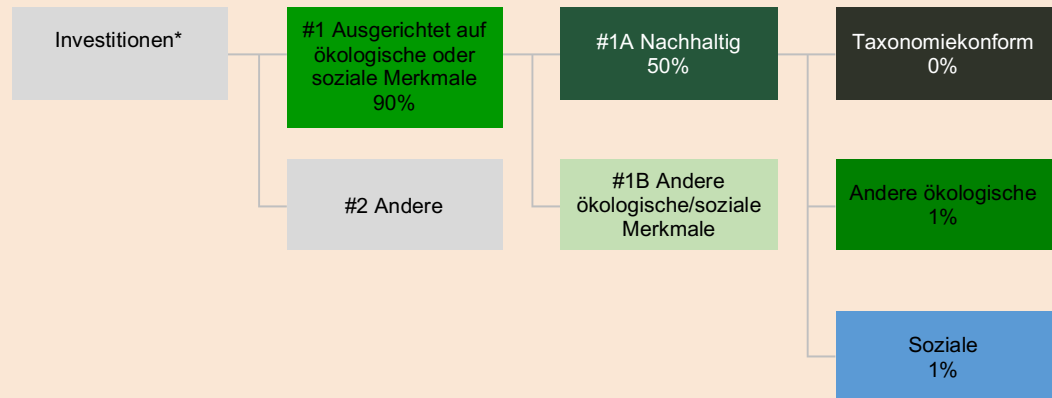 Investitionen*
#1 Ausgerichtet auf
ökologische oder
soziale Merkmale
90%
#1A Nachhaltig
50%
Taxonomiekonform
0%
#2 Andere
#1B Andere
ökologische/soziale
Merkmale
Andere ökologische
1%
Soziale
1%